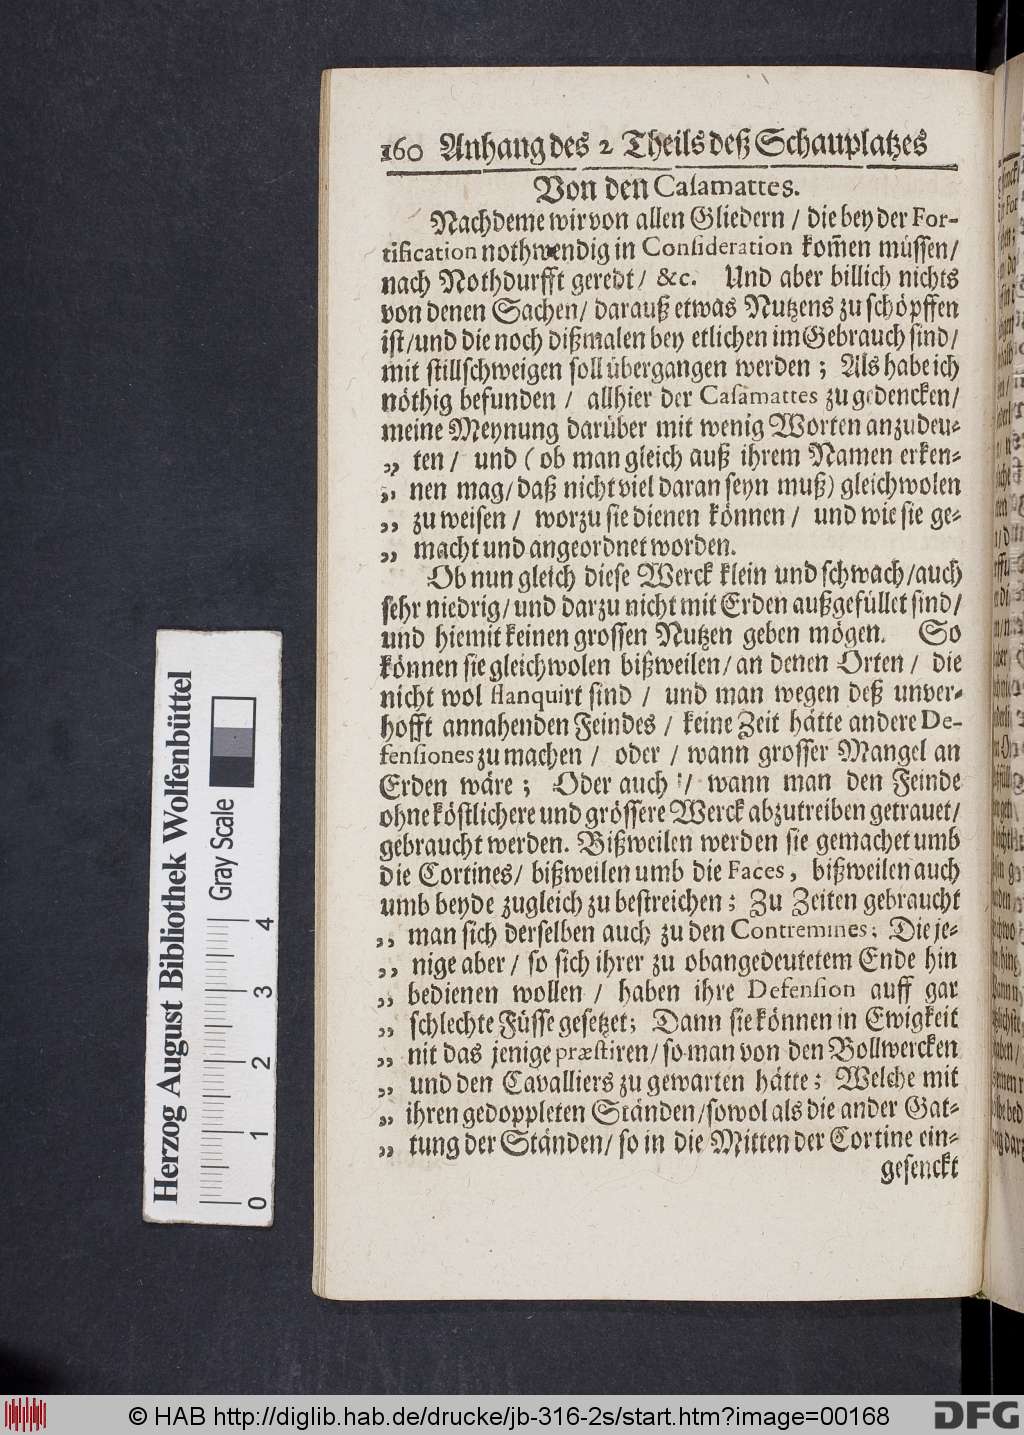 160 Anhang des 2 Theils deß Schauplatzes
Von den Casamattes.
Nachdeme wir von allen Gliedern / die bey der For-
tification nothwendig in Consideration kom̃en müssen /
nach Nothdurfft geredt / &c. Und aber billich nichts
von denen Sachen / darauß etwas Nutzens zu schöpffen
ist / und die noch dißmalen bey etlichen im Gebrauch sind /
mit stillschweigen soll übergangen werden ; Als habe ich
nöthig befunden / allhier der Casamattes zu gedencken /
meine Meynung darüber mit wenig Worten anzudeu-
„ ten / und ( ob man gleich auß ihrem Namen erken-
„ nen mag / daß nicht viel daran seyn muß) gleichwolen
„ zu weisen / worzu sie dienen können / und wie sie ge-
„ macht und angeordnet worden.
Ob nun gleich diese Werck klein und schwach / auch
sehr niedrig / und darzu nicht mit Erden außgefüllet sind /
und hiemit keinen grossen Nutzen geben mögen. So
können sie gleichwolen bißweilen / an denen Orten / die
nicht wol flanquirt sind / und man wegen deß unver-
hofft annahenden Feindes / keine Zeit hätte andere De-
fensiones zu machen / oder / wann grosser Mangel an
Erden wäre ; Oder auch / wann man den Feinde
ohne köstlichere und grössere Werck abzutreiben getrauet /
gebraucht werden. Bißweilen werden sie gemachet umb
die Cortines / bißweilen umb die Faces, bißweilen auch
umb beyde zugleich zu bestreichen ; Zu Zeiten gebraucht
„ man sich derselben auch zu den Contremines ; Die je-
„ nige aber / so sich ihrer zu obangedeutetem Ende hin
„ bedienen wollen / haben ihre Defension auff gar
„ schlechte Füsse gesetzet ; Dann sie können in Ewigkeit
„ nit das jenige præstiren / so man von den Bollwercken
„ und den Cavalliers zu gewarten hätte ; Welche mit
„ ihren gedoppleten Ständen / sowol als die ander Gat-
„ tung der Ständen / so in die Mitten der Cortine ein-
gesenckt
Herzog August Bibliothek Wolfenbüttel
Gray Scale
0 1 2 3 4
© HAB http://diglib.hab.de/drucke/jb-316-2s/start.htm?image=00168
DFG